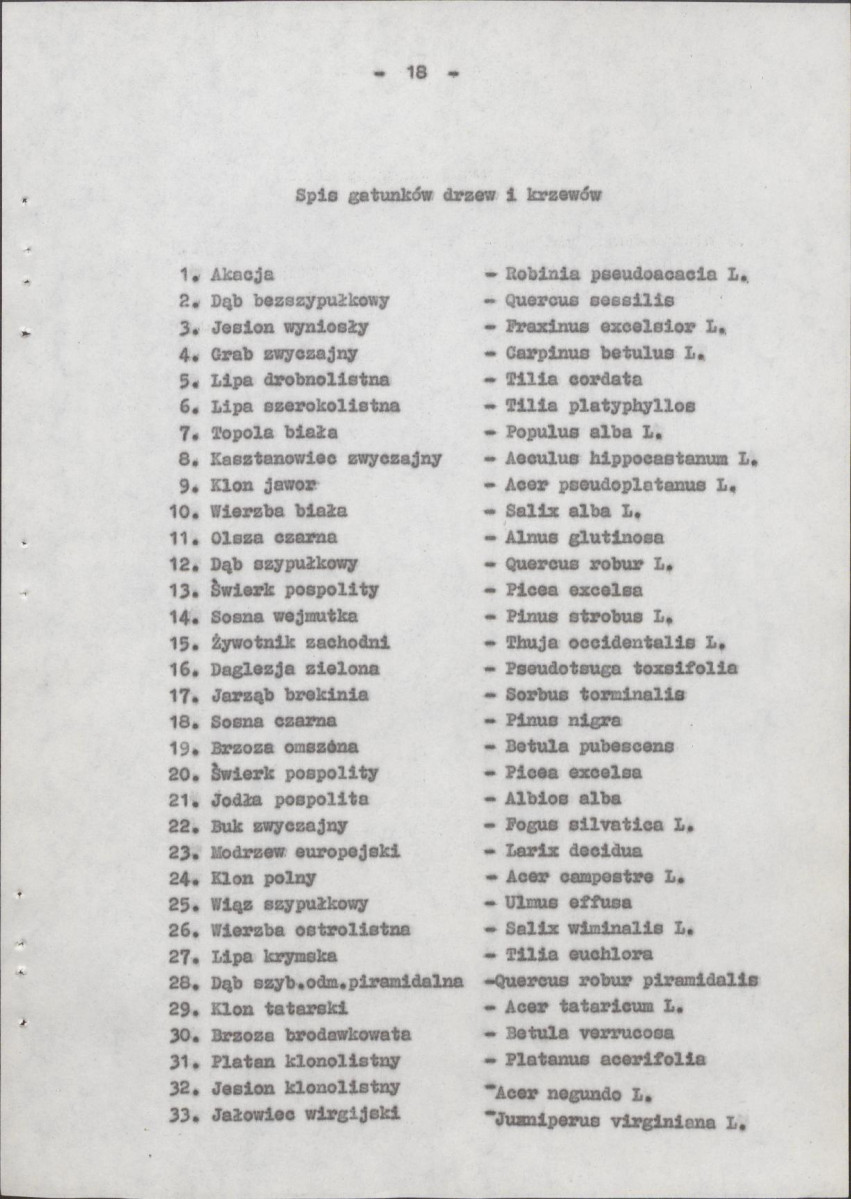 - 18 -
Spis gatunków drzew i krzewów
1. Akacja - Robinia pseudoacacia L.
2. Dąb bezszypułkowy - Quercus sessilis
3. Jesion wyniosły - Fraxinus excelsior L.
4. Grab zwyczajny - Carpinus betulus L.
5. Lipa drobnolistna - Tilia cordata
6. Lipa szerokolistna - Tilia platyphyllos
7. Topola biała - Populus alba L.
8. Kasztanowiec zwyczajny - Aeculus hippocastanum L.
9. Klon jawor - Acer pseudoplatanus L.
10. Wierzba biała - Salix alba L.
11. Olsza czarna - Alnus glutinosa
12. Dąb szypułkowy - Quercus robur L.
13. Świerk pospolity - Picea excelsa
14. Sosna wejmutka - Pinus strobus L.
15. Żywotnik zachodni - Thuja occidentalis L.
16. Daglezja zielona - Pseudotsuga toxsifolia
17. Jarząb brekinia - Sorbus torminalis
18. Sosna czarna - Pinus nigra
19. Brzoza omszóna - Betula pubescens
20. Świerk pospolity - Picea excelsa
21. Jodła pospolita - Albios alba
22. Buk zwyczajny - Fogus silvatica L.
23. Modrzew europejski - Larix decidua
24. Klon polny - Acer campestre L.
25. Wiąz szypułkowy - Ulmus effusa
26. Wierzba ostrolistna - Salix wiminalis L.
27. Lipa krymska - Tilia euchlora
28. Dąb szyb.odm.piramidalna -Quercus robur piramidalis
29. Klon tatarski - Acer tataricum L.
30. Brzoza brodawkowata - Betula verrucosa
31. Platan klonolistny - Platanus acerifolia
32. Jesion klonolistny -Acer negundo L.
33. Jałowiec wirgijski -Juxniperus virginiana L.